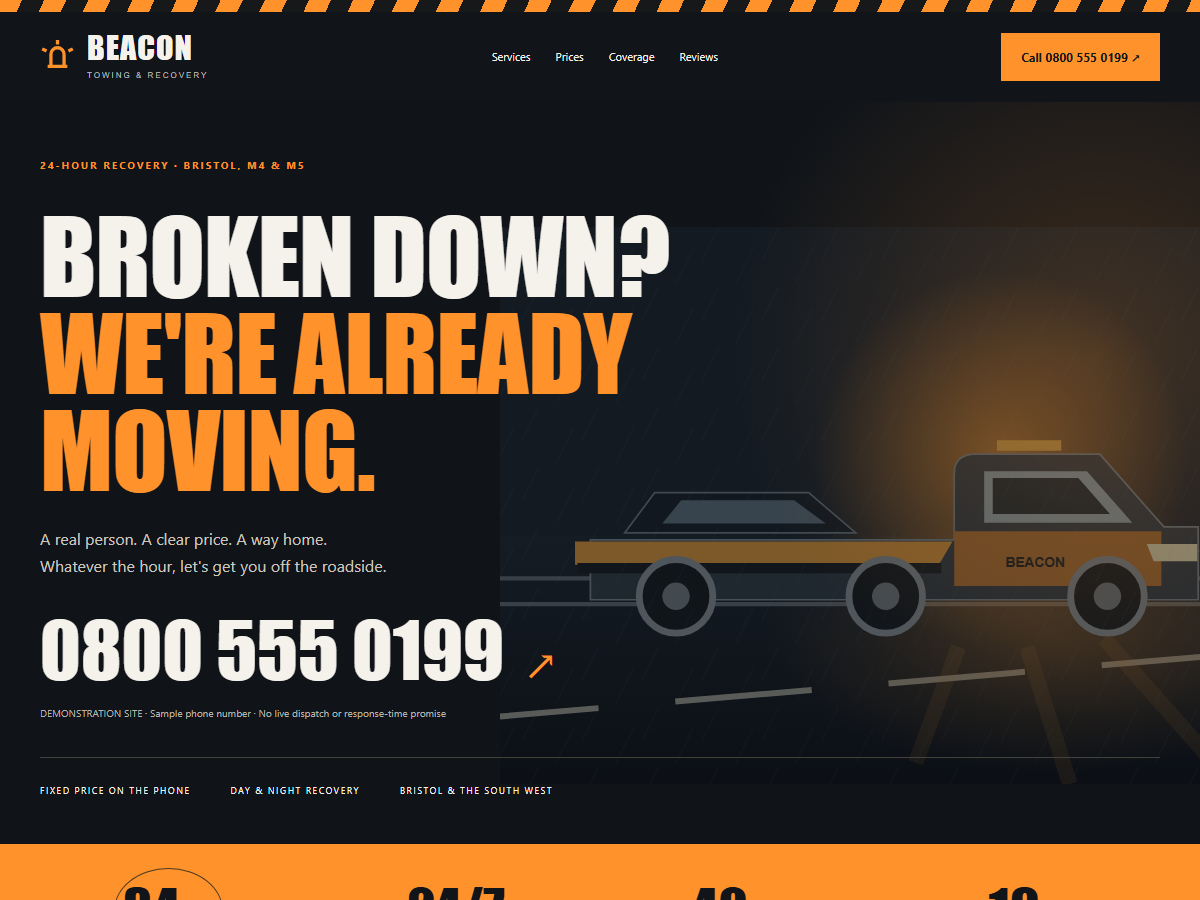 BEACON
TOWING & RECOVERY
Services
Prices
Coverage
Reviews
Call 0800 555 0199 ↗
24-HOUR RECOVERY · BRISTOL, M4 & M5
BROKEN DOWN?
WE'RE ALREADY
MOVING.
A real person. A clear price. A way home.
Whatever the hour, let's get you off the roadside.
BEACON
0800 555 0199 ↗
DEMONSTRATION SITE · Sample phone number · No live dispatch or response-time promise
FIXED PRICE ON THE PHONE
DAY & NIGHT RECOVERY
BRISTOL & THE SOUTH WEST
24/7